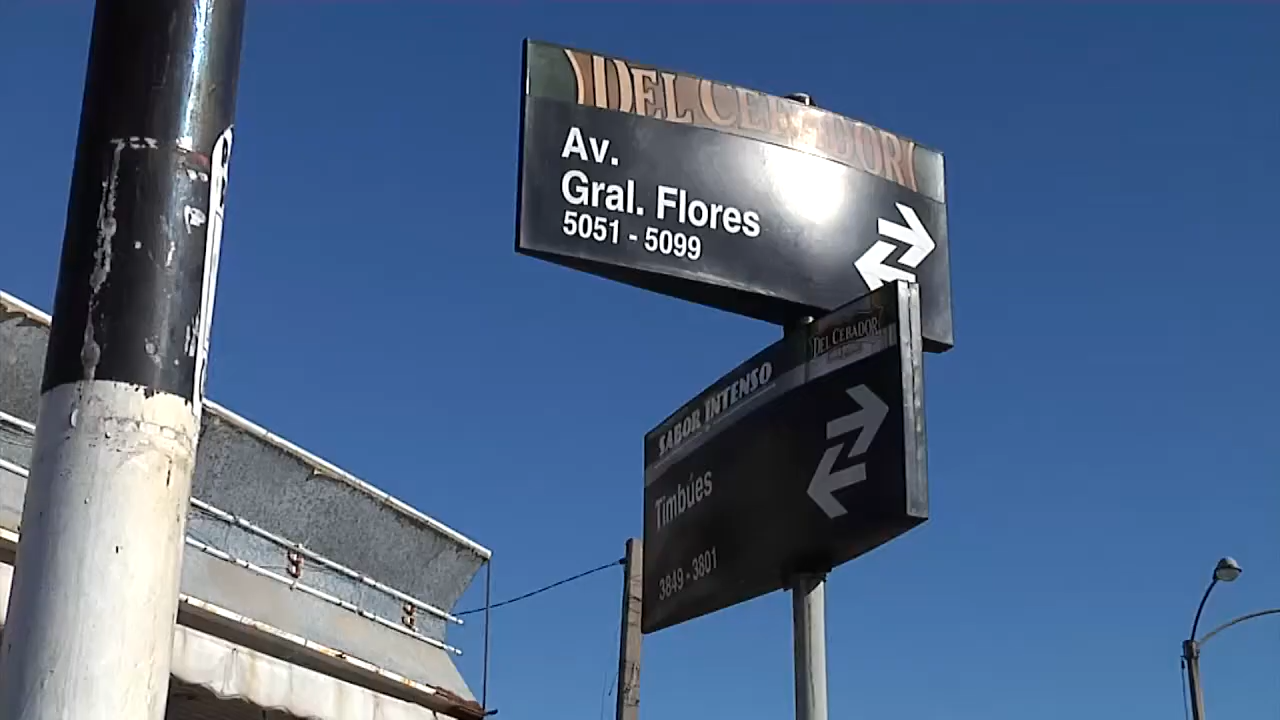 DEL CEBADOR
Av.
Gral. Flores
5051 - 5099
DEL CEBADOR
SABOR INTENSO
Timbúes
3849 - 3801